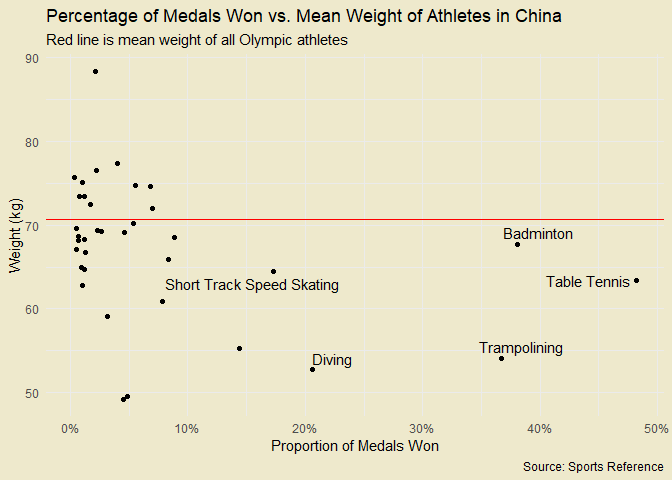 Percentage of Medals Won vs. Mean Weight of Athletes in China
Red line is mean weight of all Olympic athletes
90
80
70
60
50
Weight (kg)
Badminton
Table Tennis
Short Track Speed Skating
Trampolining
Diving
0%
10%
20%
30%
40%
50%
Proportion of Medals Won
Source: Sports Reference